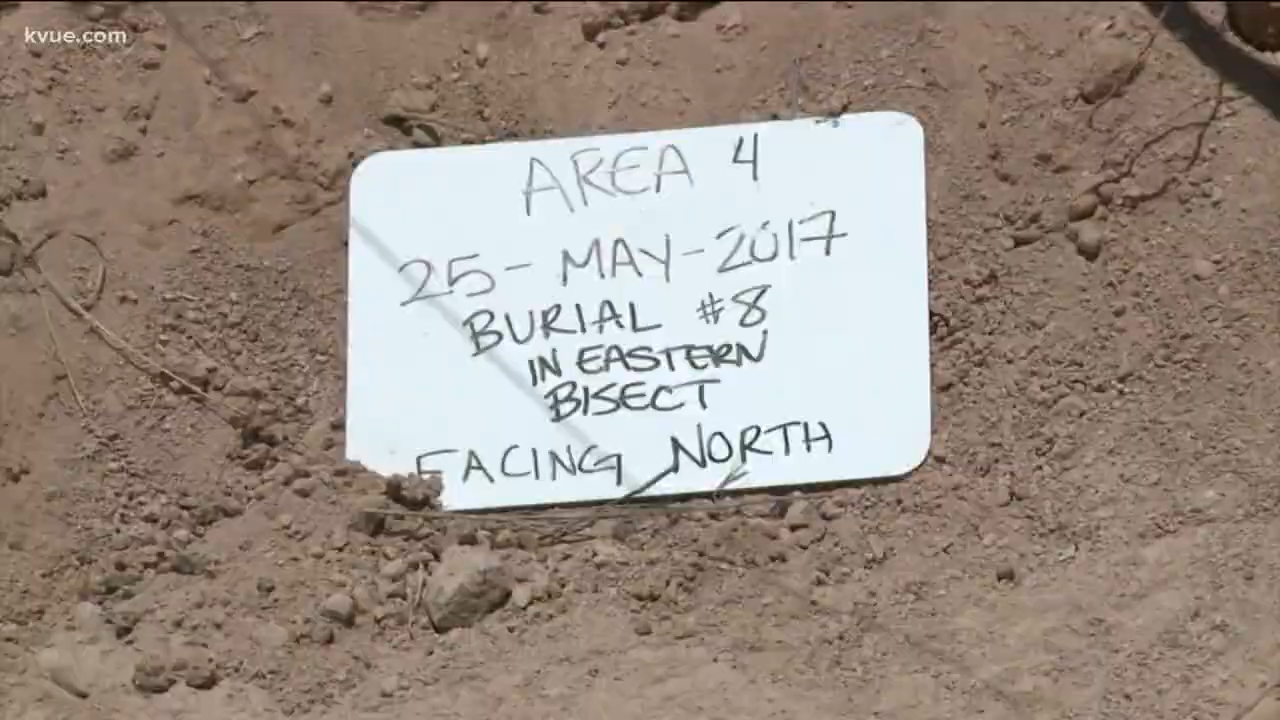 kvue.com
AREA 4
25-MAY-2017
BURIAL #8
IN EASTERN
BISECT
FACING NORTH